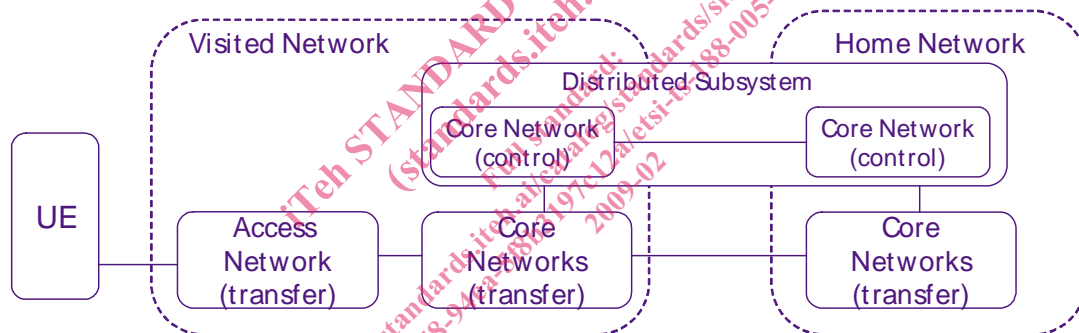 Visited Network
Home Network
Distributed Subsystem
Core Network
(control)
Core Network
(control)
UE
Access
Network
(transfer)
Core
Networks
(transfer)
Core
Networks
(transfer)
iTeh STANDARD
(standards.iteh.
Full standard:
2009-02